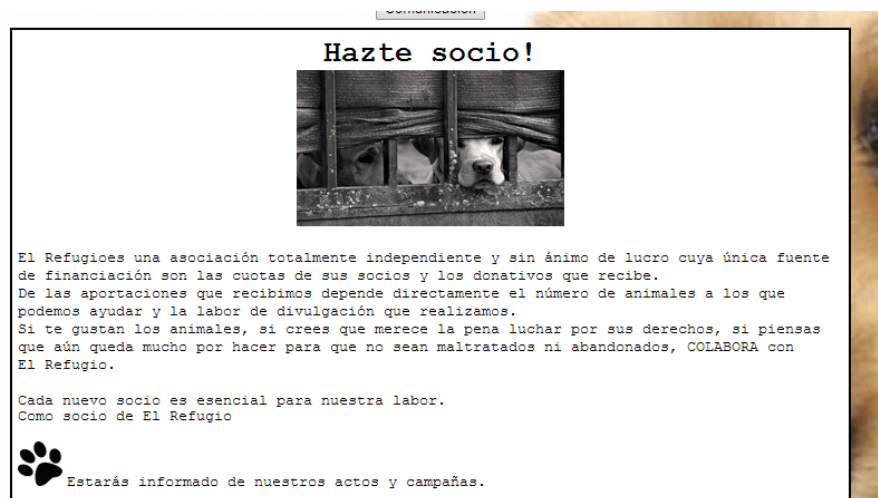 Comunicación
Hazte socio!
El Refugioes una asociación totalmente independiente y sin ánimo de lucro cuya única fuente
de financiación son las cuotas de sus socios y los donativos que recibe.
De las aportaciones que recibimos depende directamente el número de animales a los que
podemos ayudar y la labor de divulgación que realizamos.
Si te gustan los animales, si crees que merece la pena luchar por sus derechos, si piensas
que aún queda mucho por hacer para que no sean maltratados ni abandonados, COLABORA con
El Refugio.
Cada nuevo socio es esencial para nuestra labor.
Como socio de El Refugio
Estarás informado de nuestros actos y campañas.